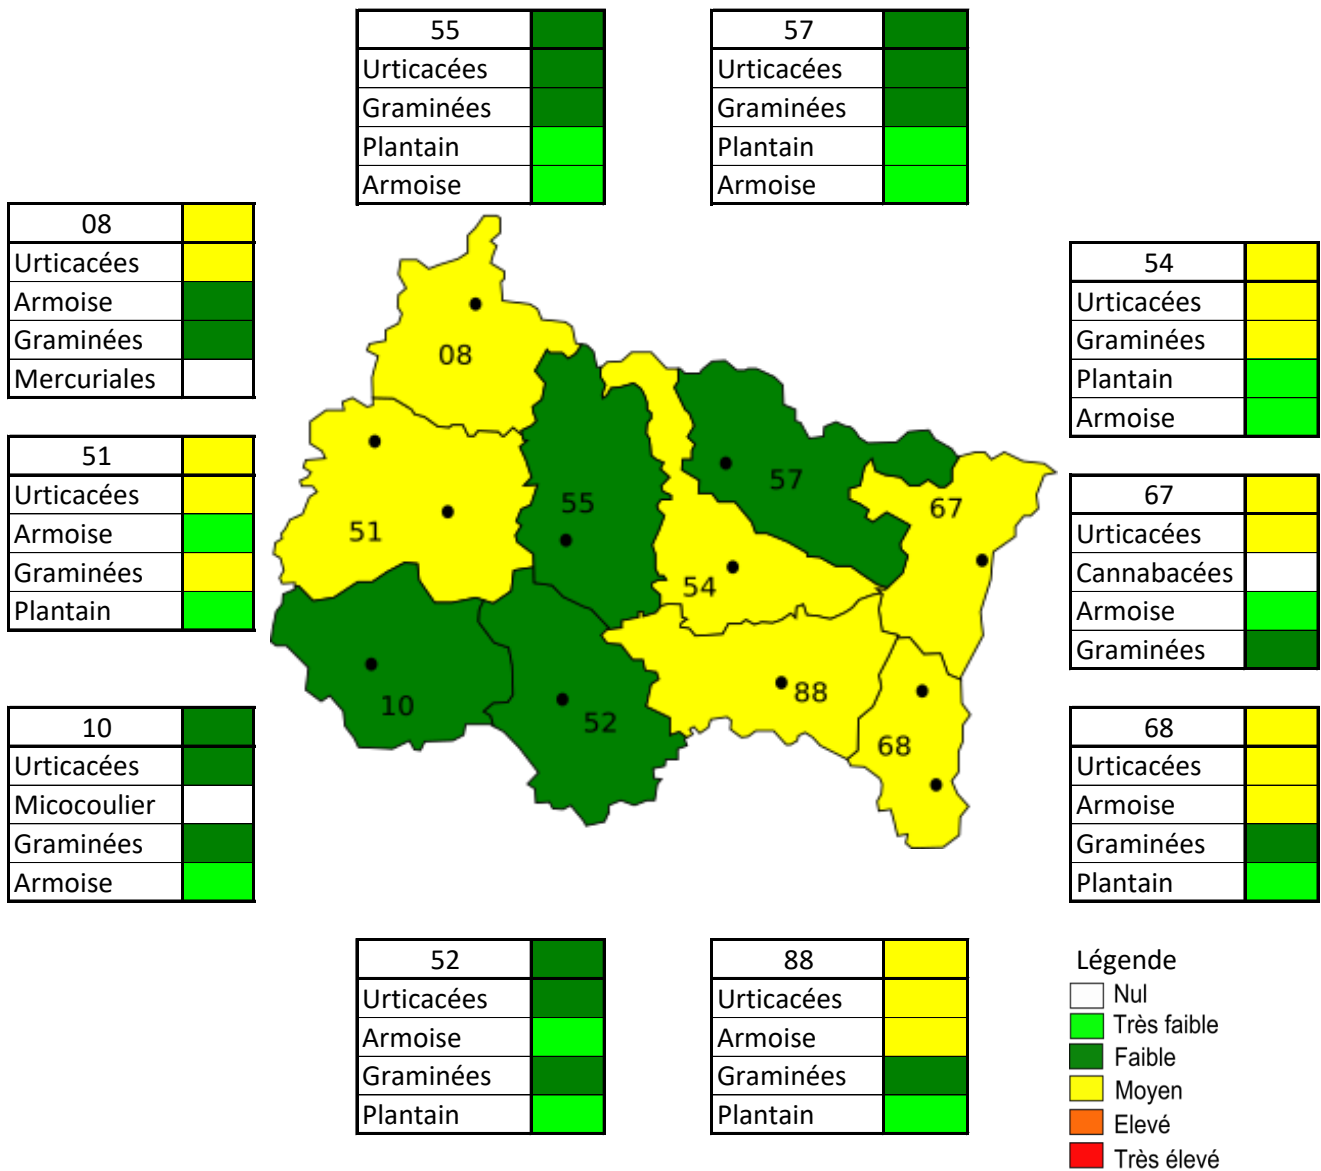 55
Urticacées
Graminées
Plantain
Armoise
57
Urticacées
Graminées
Plantain
Armoise
08
Urticacées
Armoise
Graminées
Mercuriales
51
Urticacées
Armoise
Graminées
Plantain
10
Urticacées
Micocoulier
Graminées
Armoise
08
57
55
67
51
54
88
10
52
68
54
Urticacées
Graminées
Plantain
Armoise
67
Urticacées
Cannabacées
Armoise
Graminées
68
Urticacées
Armoise
Graminées
Plantain
52
Urticacées
Armoise
Graminées
Plantain
88
Urticacées
Armoise
Graminées
Plantain
Légende
Nul
Très faible
Faible
Moyen
Elevé
Très élevé